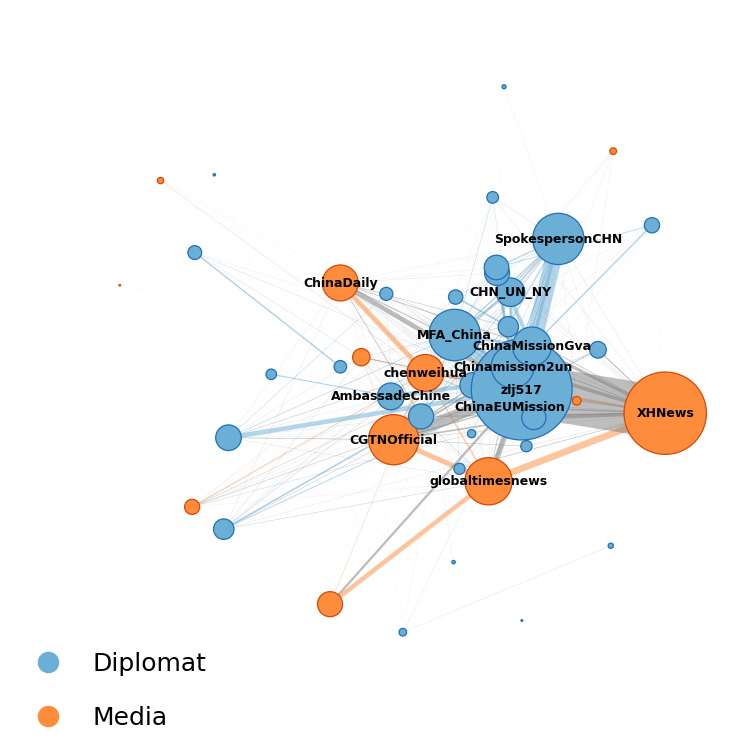 SpokespersonCHN
ChinaDaily
CHN_UN_NY
MFA_China
ChinaMissionGva
Chinamission2un
chenweihua
zlj517
AmbassadeChine
ChinaEUMission
XHNews
CGTNOfficial
globaltimesnews
Diplomat
Media